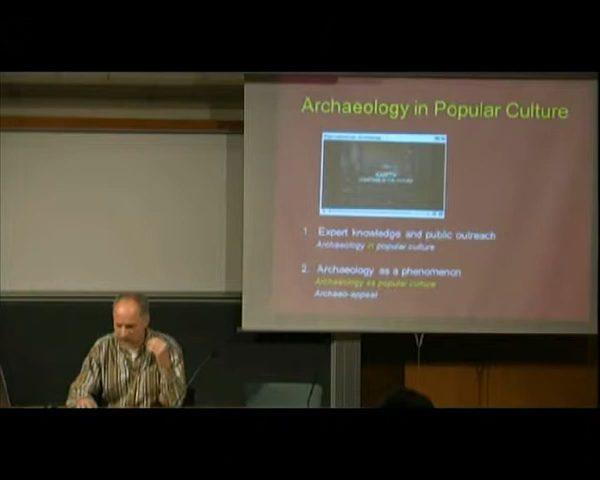 Archaeology in Popular Culture
1. Expert knowledge and public outreach
Archaeology in popular culture
2. Archaeology as a phenomenon
Archaeology as popular culture
Archaeo-appeal